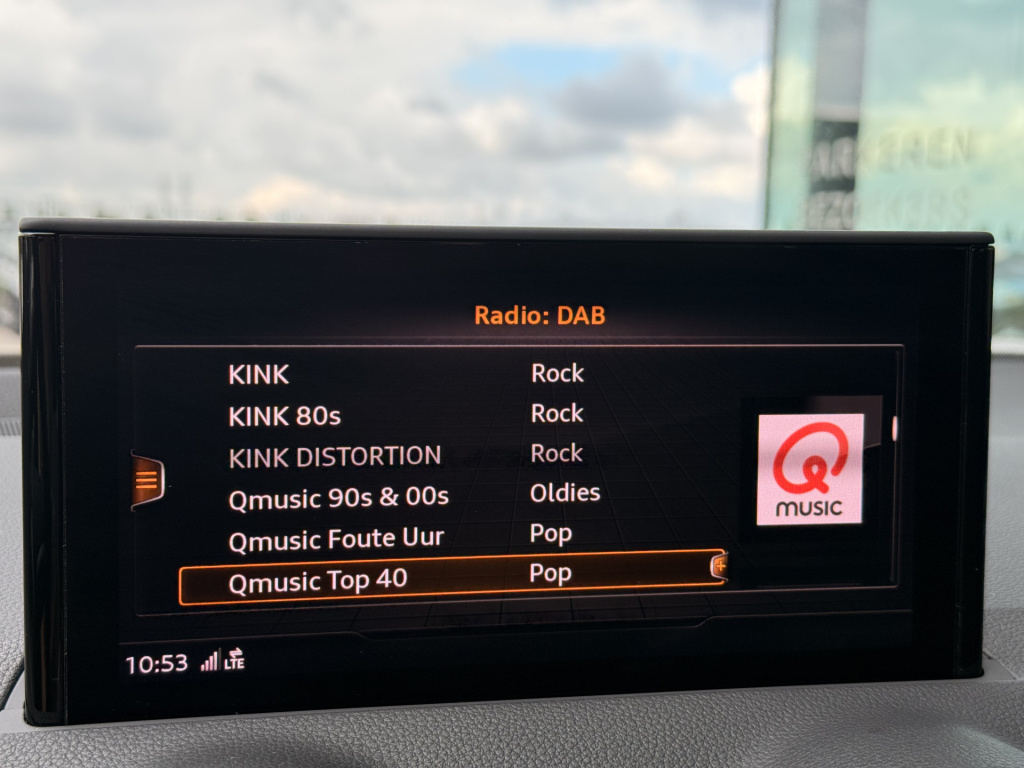 Radio: DAB
KINK Rock
KINK 80s Rock
KINK DISTORTION Rock
Qmusic 90s & 00s Oldies
Qmusic Foute Uur Pop
Qmusic Top 40 Pop
MUSIC
10:53 LTE